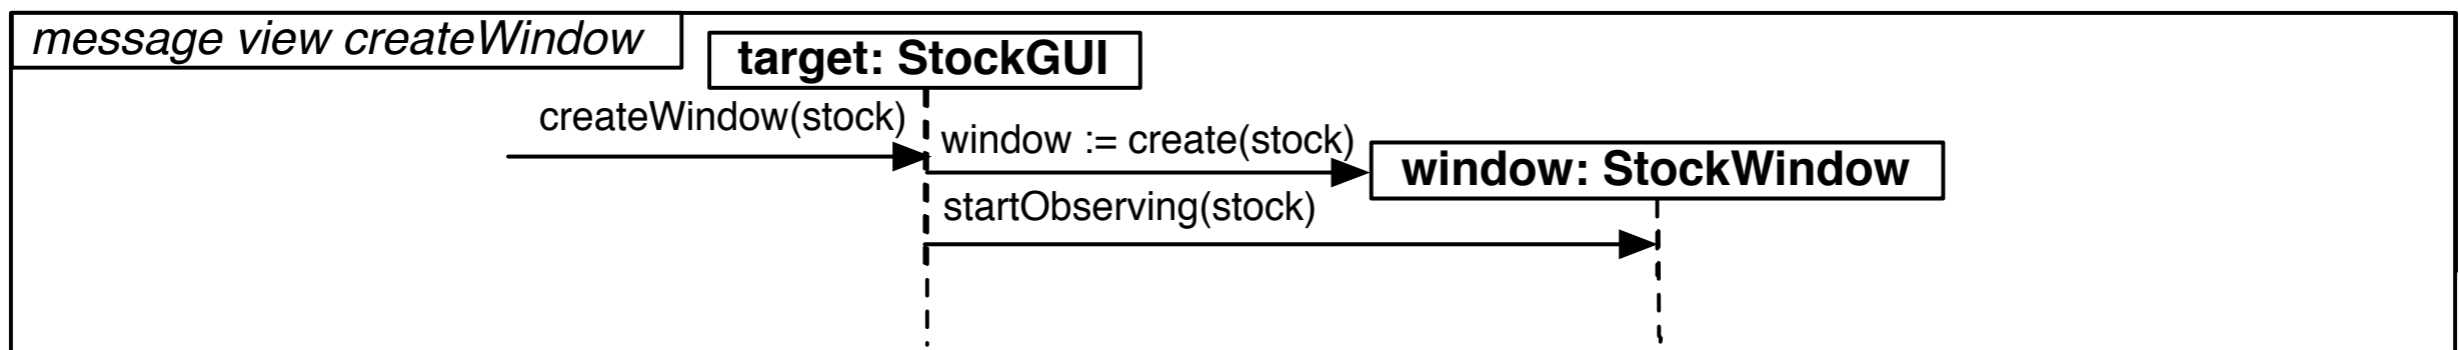 message view createWindow
target: StockGUI
createWindow(stock)
window := create(stock)
window: StockWindow
startObserving(stock)